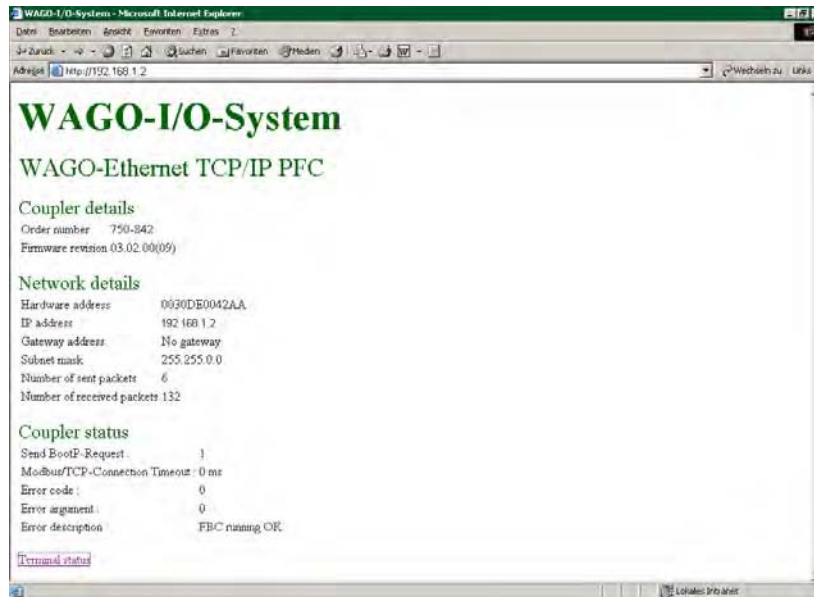 WAGO-I/O-System - Microsoft Internet Explorer
Datei Bearbeiten Ansicht Favoriten Extras ?
Zurück Suchen Favoriten Medien
Adresse http://192.168.1.2 Wechseln zu Links
WAGO-I/O-System
WAGO-Ethernet TCP/IP PFC
Coupler details
Order number 750-842
Firmware revision 03.02.00(09)
Network details
Hardware address 0030DE0042AA
IP address 192.168.1.2
Gateway address No gateway
Subnet mask 255.255.0.0
Number of sent packets 6
Number of received packets 132
Coupler status
Send BootP-Request : 1
Modbus/TCP-Connection Timeout : 0 ms
Error code : 0
Error argument : 0
Error description FBC running OK
Terminal status
Lokales Intranet